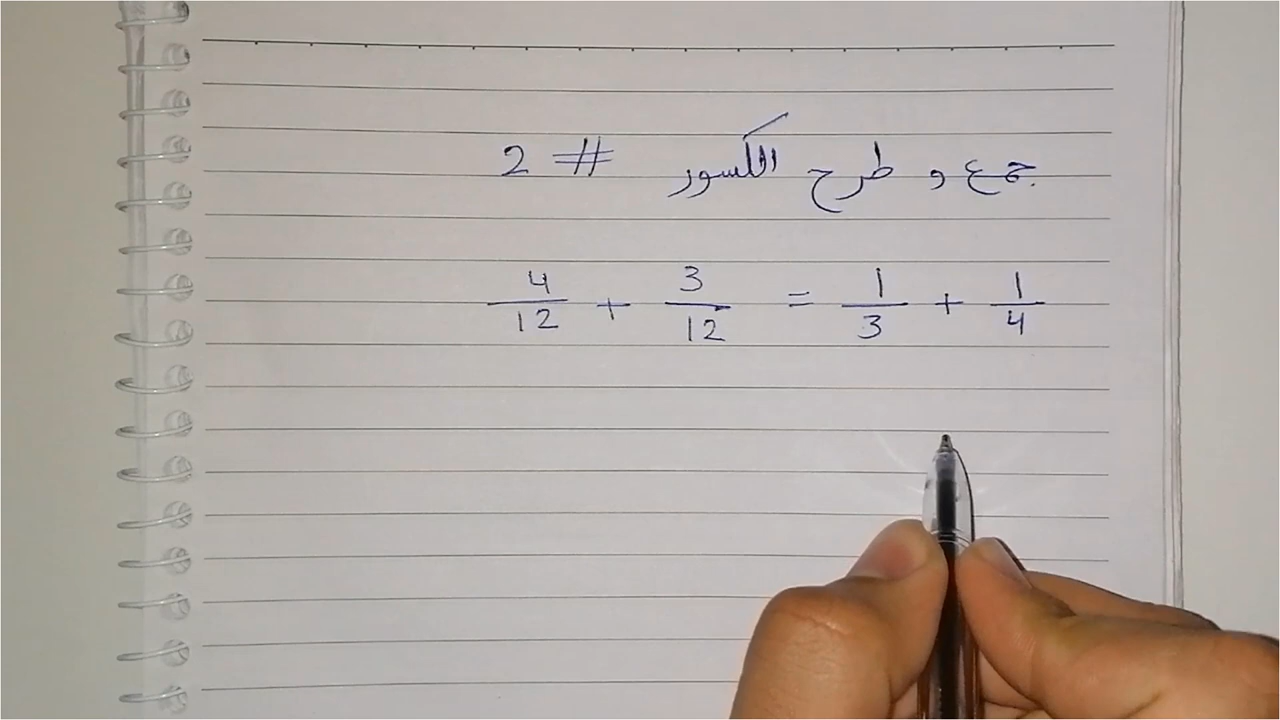 جمع و طرح الكسور # 2
1/4 + 1/3 = 3/12 + 4/12